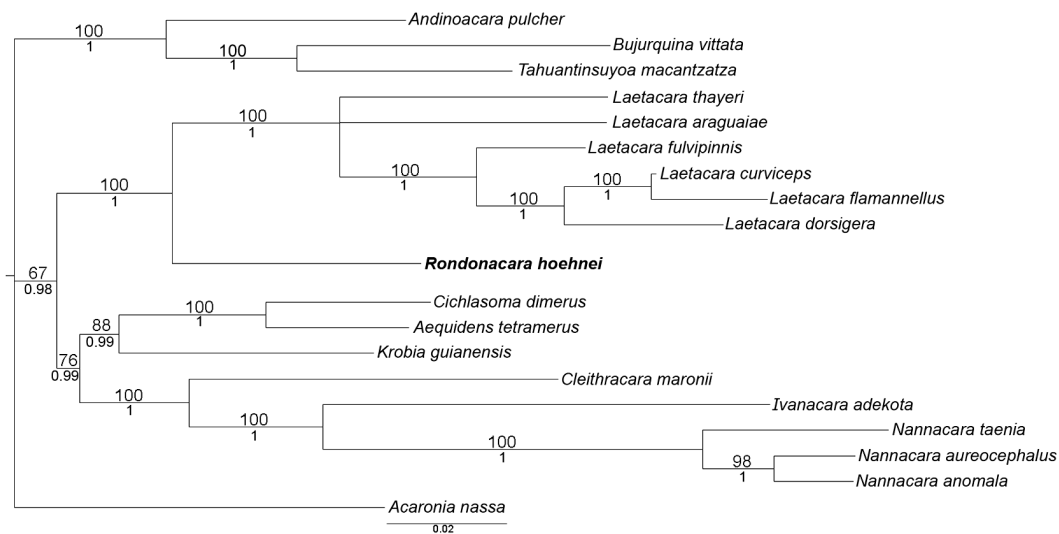 Andinoacara pulcher
100
1
Bujurquina vittata
100
1
Tahuantinsuyoa macantzatza
Laetacara thayeri
100
1
Laetacara araguaiae
Laetacara fulvipinnis
100
1
Laetacara curviceps
100
1
Laetacara flamannellus
100
1
Laetacara dorsigera
100
1
Rondonacara hoehnei
67
0.98
Cichlasoma dimerus
100
1
Aequidens tetramerus
88
0.99
Krobia guianensis
76
0.99
Cleithracara maronii
100
1
Ivanacara adekota
100
1
Nannacara taenia
100
1
Nannacara aureocephalus
98
1
Nannacara anomala
Acaronia nassa
0.02